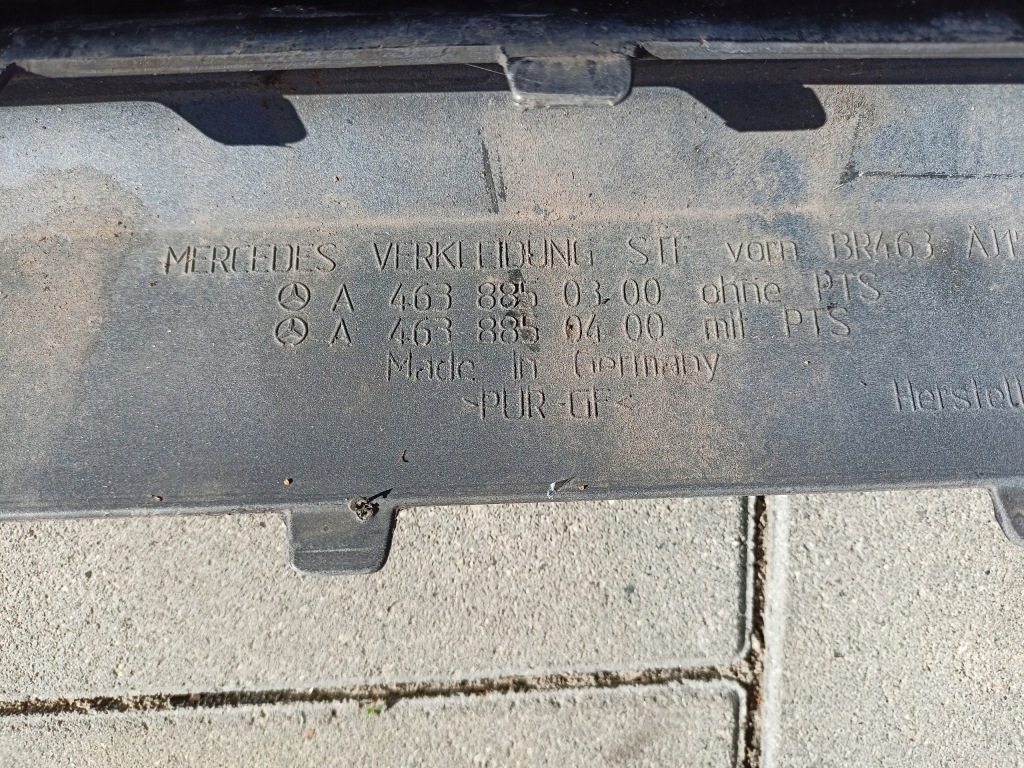 MERCEDES VERKLEIDUNG STF vorn BR463
A 463 885 03 00 ohne PTS
A 463 885 04 00 mit PTS
Made In Germany
>PUR-GF<
Herstell